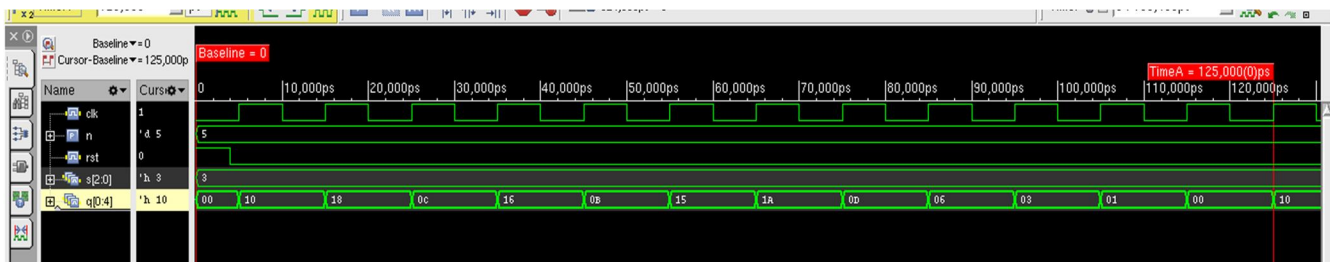 x2
Baseline ▾= 0
Cursor-Baseline ▾= 125,000p
Baseline = 0
TimeA = 125,000(0)ps
Name Curs
0 10,000ps 20,000ps 30,000ps 40,000ps 50,000ps 60,000ps 70,000ps 80,000ps 90,000ps 100,000ps 110,000ps 120,000ps
clk 1
n 'd 5 5
rst 0
s[2:0] 'h 3 3
q[0:4] 'h 10 00 10 18 0C 16 0B 15 1A 0D 06 03 01 00 10